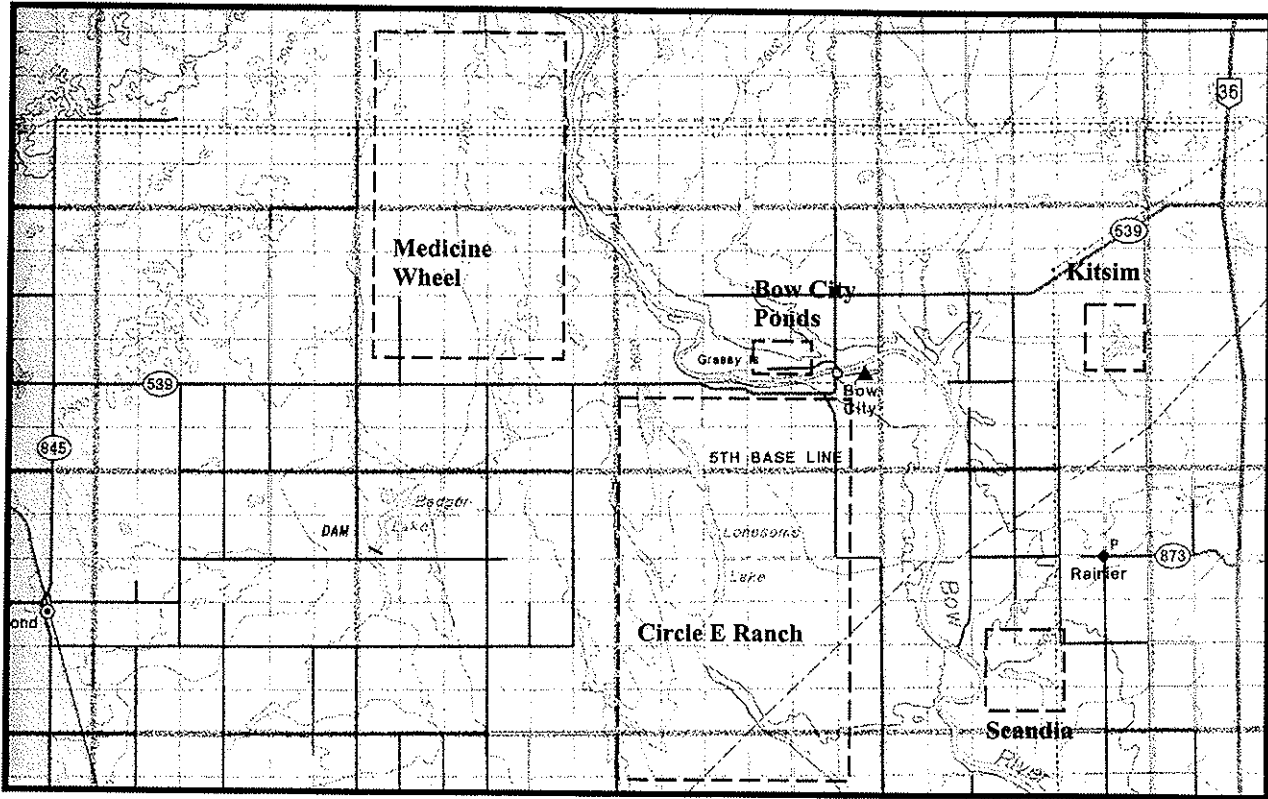 36
539
Medicine
Wheel
Kitsim
Bow City
Ponds
Grassy Is
539
Bow
City
845
5TH BASE LINE
Badger
Lake
DAM
Lonesome
Lake
P
873
Rainier
ond
Bow
Circle E Ranch
Scandia
River